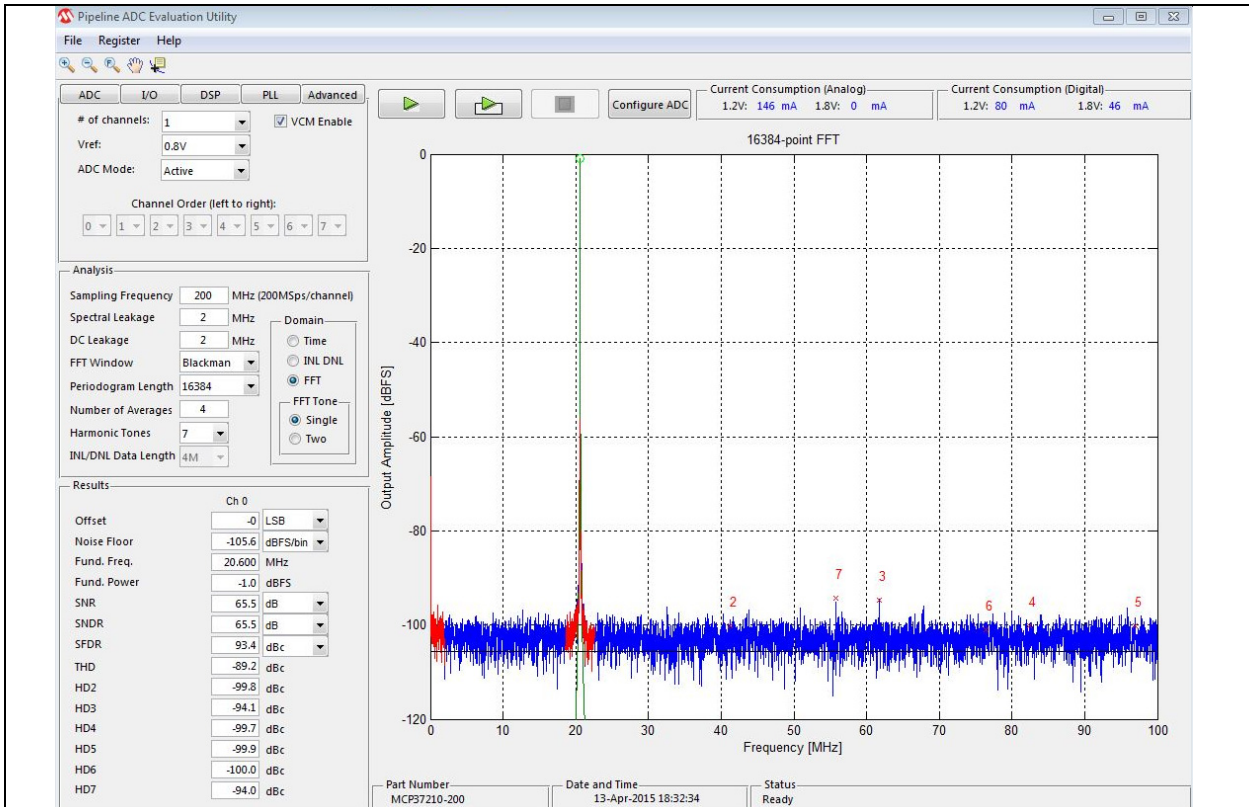 Pipeline ADC Evaluation Utility
File Register Help
ADC I/O DSP PLL Advanced
# of channels: 1 VCM Enable
Vref: 0.8V
ADC Mode: Active
Channel Order (left to right):
0 1 2 3 4 5 6 7
Configure ADC
Current Consumption (Analog)
1.2V: 146 mA 1.8V: 0 mA
Current Consumption (Digital)
1.2V: 80 mA 1.8V: 46 mA
Analysis
Sampling Frequency 200 MHz (200MSps/channel)
Spectral Leakage 2 MHz
DC Leakage 2 MHz
FFT Window Blackman
Periodogram Length 16384
Number of Averages 4
Harmonic Tones 7
INL/DNL Data Length 4M
Domain
Time
INL DNL
FFT
FFT Tone
Single
Two
Results
Ch 0
Offset -0 LSB
Noise Floor -105.6 dBFS/bin
Fund. Freq. 20.600 MHz
Fund. Power -1.0 dBFS
SNR 65.5 dB
SNDR 65.5 dB
SFDR 93.4 dBc
THD -89.2 dBc
HD2 -99.8 dBc
HD3 -94.1 dBc
HD4 -99.7 dBc
HD5 -99.9 dBc
HD6 -100.0 dBc
HD7 -94.0 dBc
16384-point FFT
Output Amplitude [dBFS]
0
-20
-40
-60
-80
-100
-120
2 7 3 6 4 5
0 10 20 30 40 50 60 70 80 90 100
Frequency [MHz]
Part Number
MCP37210-200
Date and Time
13-Apr-2015 18:32:34
Status
Ready